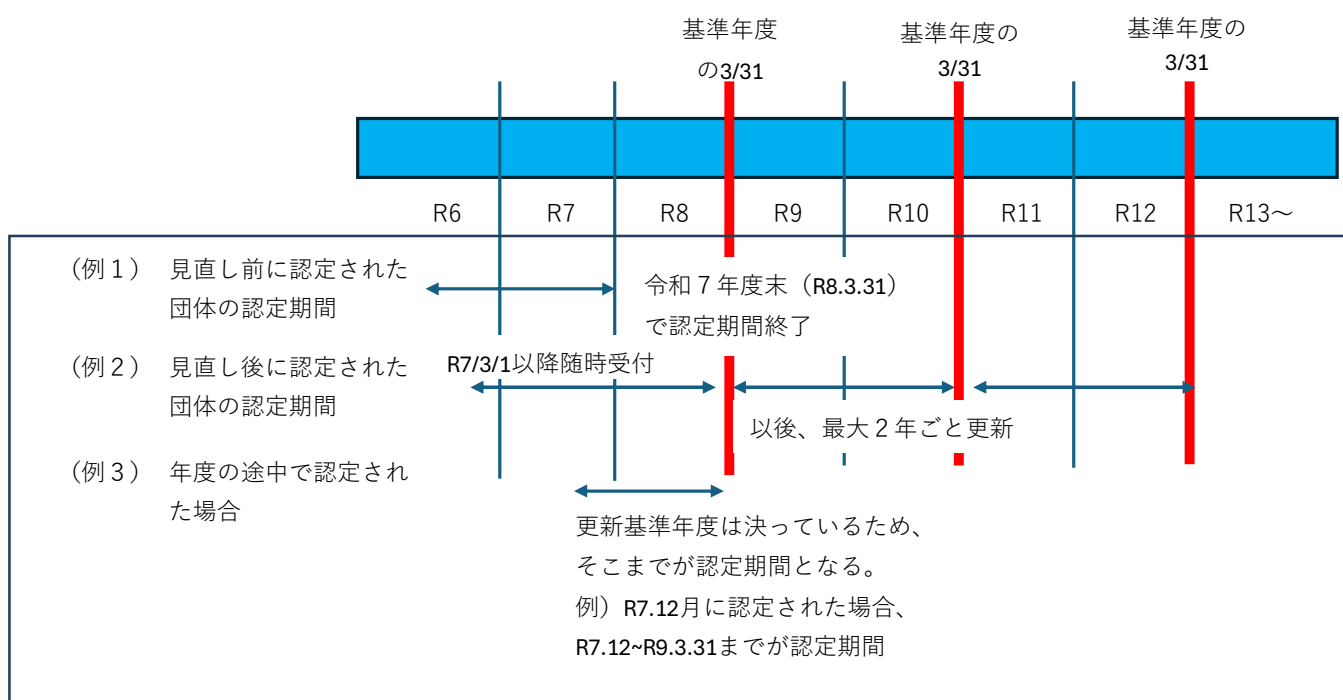 基準年度
の3/31
基準年度の
3/31
基準年度の
3/31
R6
R7
R8
R9
R10
R11
R12
R13～
（例１）　見直し前に認定された
団体の認定期間
令和７年度末（R8.3.31）
で認定期間終了
（例２）　見直し後に認定された
団体の認定期間
R7/3/1以降随時受付
以後、最大２年ごと更新
（例３）　年度の途中で認定され
た場合
更新基準年度は決っているため、
そこまでが認定期間となる。
例）R7.12月に認定された場合、
R7.12~R9.3.31までが認定期間